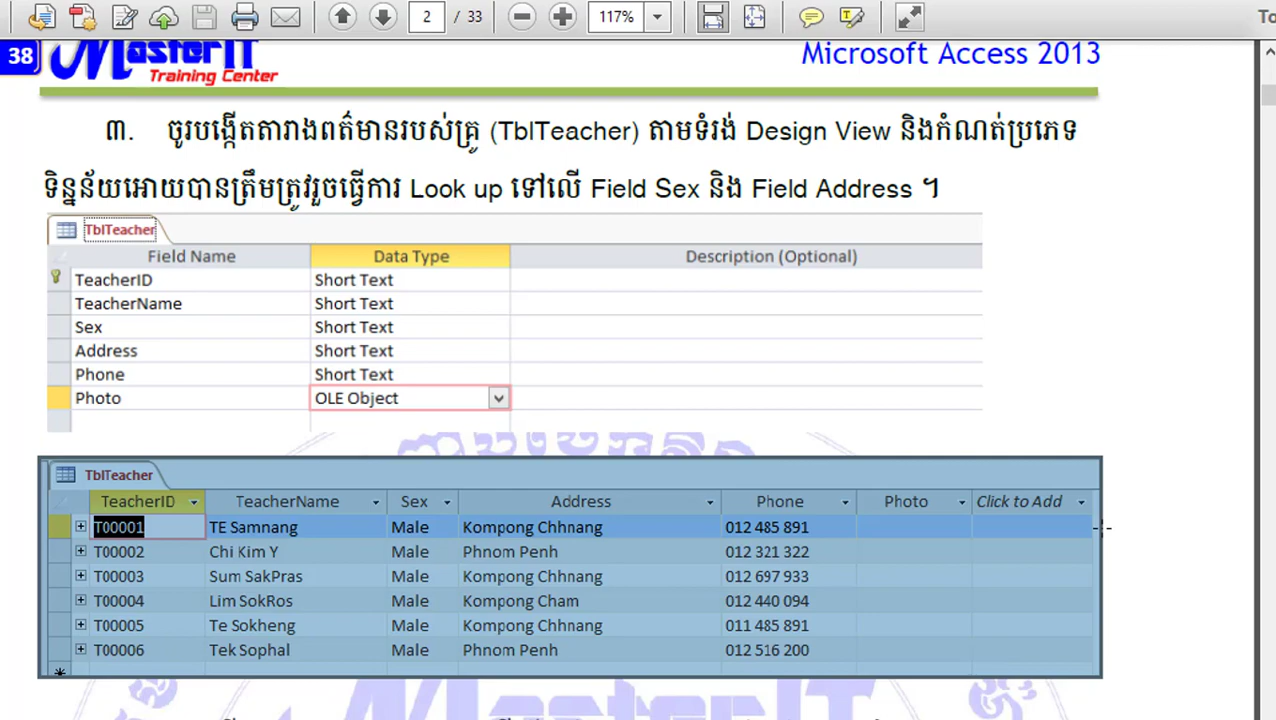 2 / 33 117% To
38 MasterIT Training Center Microsoft Access 2013
៣. ចូរបង្កើតតារាងពត៌មានរបស់គ្រូ (TblTeacher) តាមទំរង់ Design View និងកំណត់ប្រភេទ
ទិន្នន័យអោយបានត្រឹមត្រូវរួចធ្វើការ Look up ទៅលើ Field Sex និង Field Address ។
TblTeacher
Field Name Data Type Description (Optional)
TeacherID Short Text
TeacherName Short Text
Sex Short Text
Address Short Text
Phone Short Text
Photo OLE Object
TblTeacher
TeacherID TeacherName Sex Address Phone Photo Click to Add
T00001 TE Samnang Male Kompong Chhnang 012 485 891
T00002 Chi Kim Y Male Phnom Penh 012 321 322
T00003 Sum SakPras Male Kompong Chhnang 012 697 933
T00004 Lim SokRos Male Kompong Cham 012 440 094
T00005 Te Sokheng Male Kompong Chhnang 011 485 891
T00006 Tek Sophal Male Phnom Penh 012 516 200
MasterIT